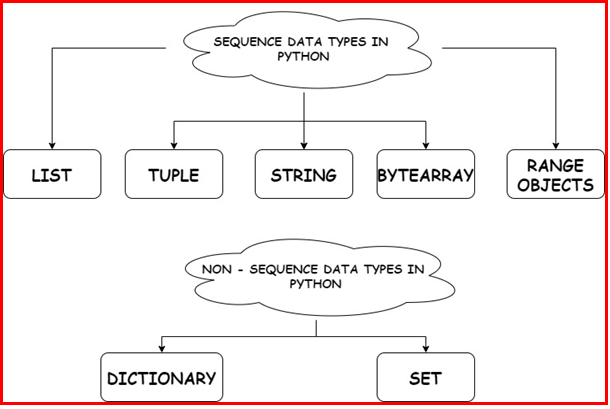 SEQUENCE DATA TYPES IN
PYTHON
LIST
TUPLE
STRING
BYTEARRAY
RANGE
OBJECTS
NON - SEQUENCE DATA TYPES IN
PYTHON
DICTIONARY
SET